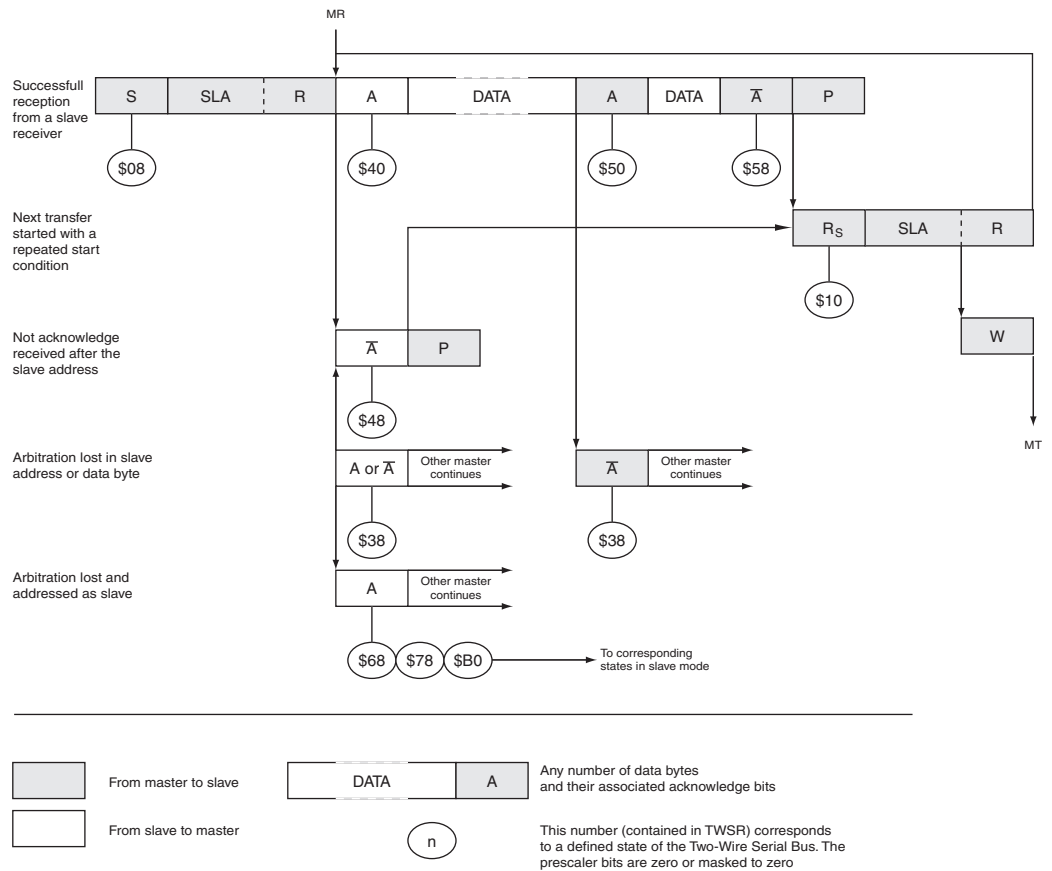 MR
Successfull
reception
from a slave
receiver
S SLA R A DATA A DATA A̅ P
$08 $40 $50 $58
Next transfer
started with a
repeated start
condition
RS SLA R
$10
Not acknowledge
received after the
slave address
A̅ P
W
$48
MT
Arbitration lost in slave
address or data byte
A or A̅ Other master
continues
A̅ Other master
continues
$38 $38
Arbitration lost and
addressed as slave
A Other master
continues
$68 $78 $B0
To corresponding
states in slave mode
From master to slave
DATA A
Any number of data bytes
and their associated acknowledge bits
From slave to master
n
This number (contained in TWSR) corresponds
to a defined state of the Two-Wire Serial Bus. The
prescaler bits are zero or masked to zero